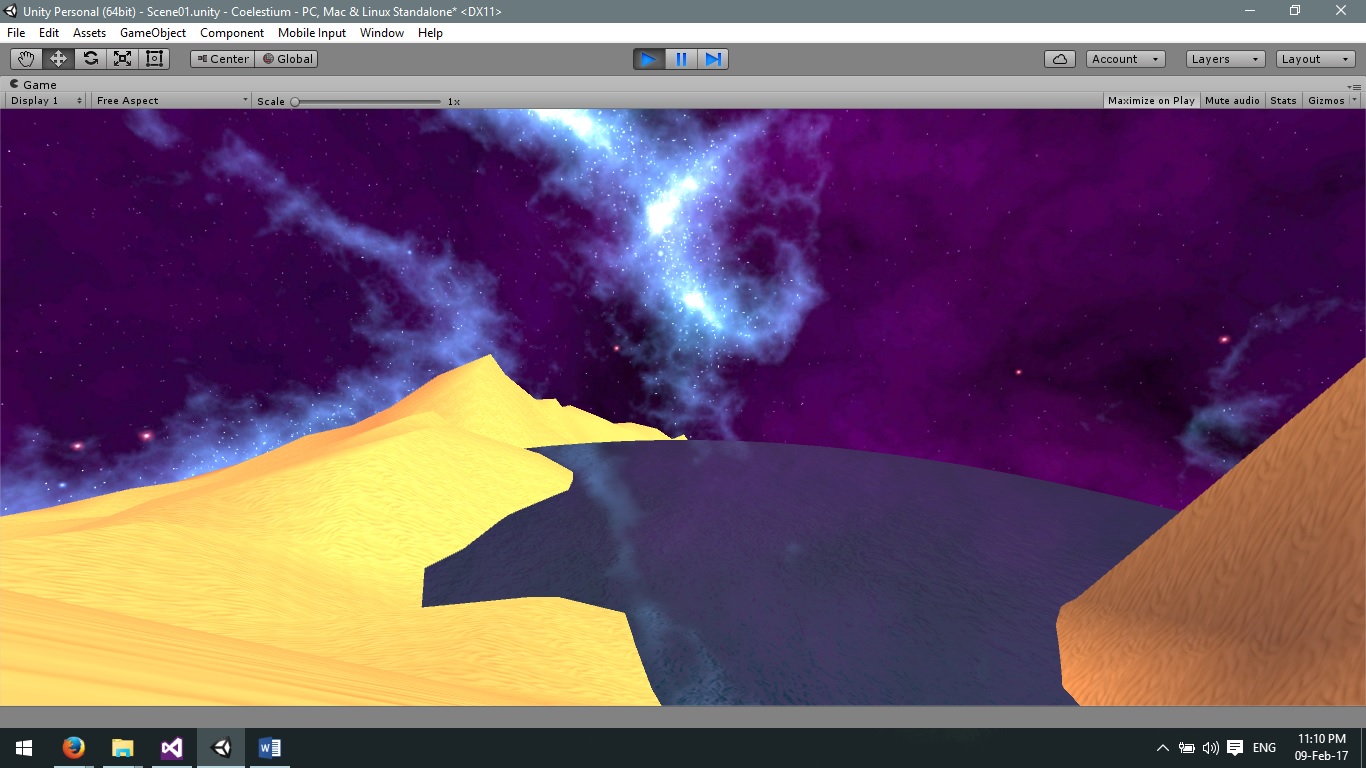 Unity Personal (64bit) - Scene01.unity - Coelestium - PC, Mac & Linux Standalone* <DX11>
File Edit Assets GameObject Component Mobile Input Window Help
Center Global Account Layers Layout
Game
Display 1 Free Aspect Scale 1x Maximize on Play Mute audio Stats Gizmos
11:10 PM
ENG
09-Feb-17